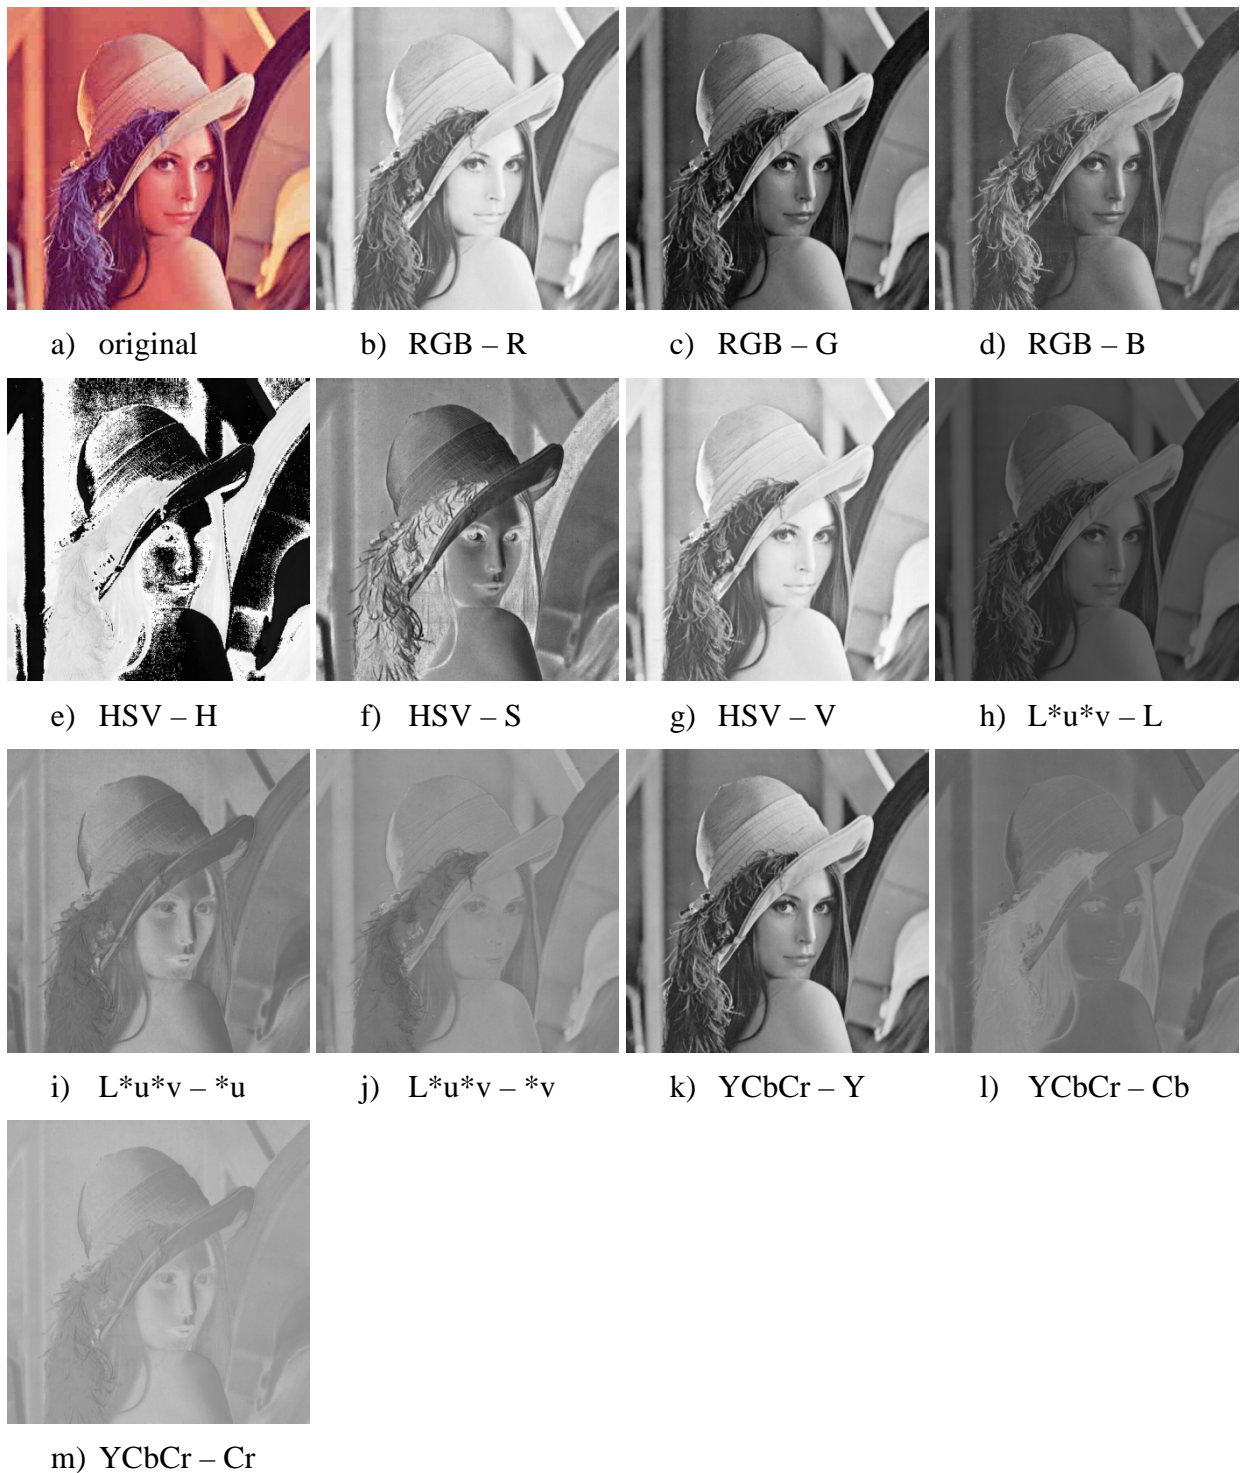 a) original
b) RGB – R
c) RGB – G
d) RGB – B
e) HSV – H
f) HSV – S
g) HSV – V
h) L*u*v – L
i) L*u*v – *u
j) L*u*v – *v
k) YCbCr – Y
l) YCbCr – Cb
m) YCbCr – Cr